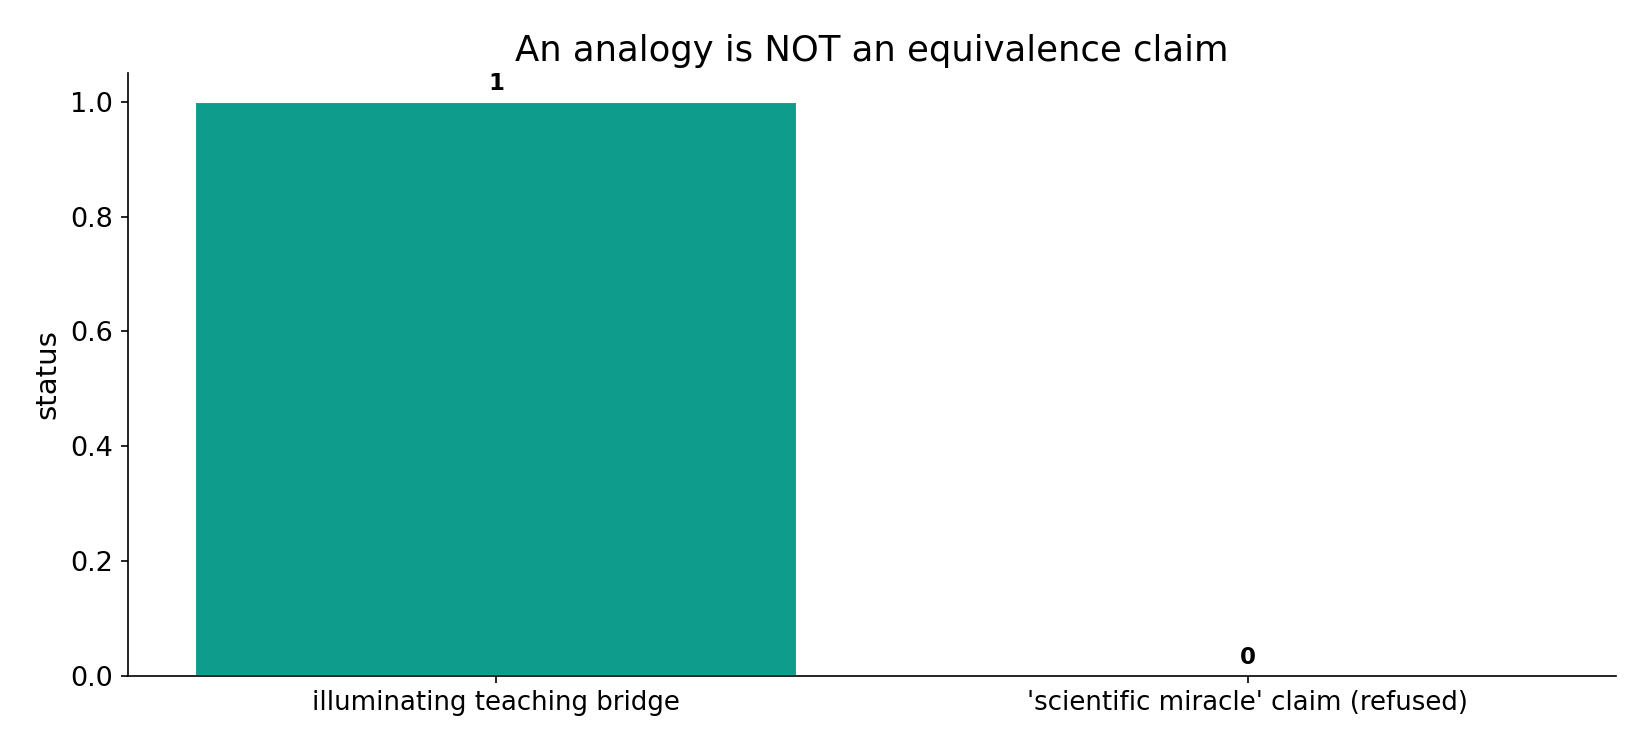 An analogy is NOT an equivalence claim
1
1.0
0.8
0.6
0.4
0.2
0.0
status
0
illuminating teaching bridge
'scientific miracle' claim (refused)